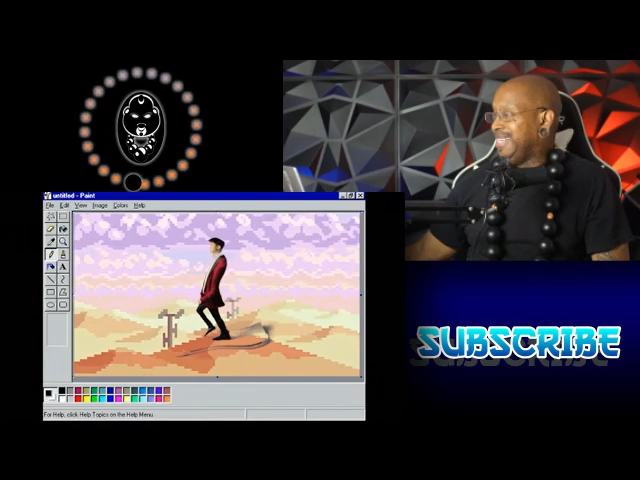 untitled - Paint
File Edit View Image Colors Help
A
SUBSCRIBE
For Help, click Help Topics on the Help Menu.